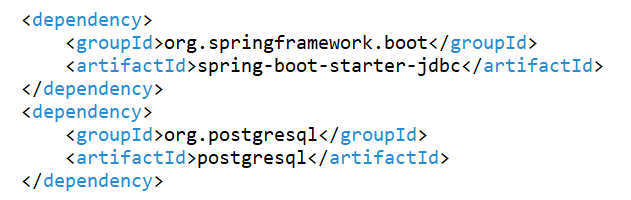 <dependency>
    <groupId>org.springframework.boot</groupId>
    <artifactId>spring-boot-starter-jdbc</artifactId>
</dependency>
<dependency>
    <groupId>org.postgresql</groupId>
    <artifactId>postgresql</artifactId>
</dependency>